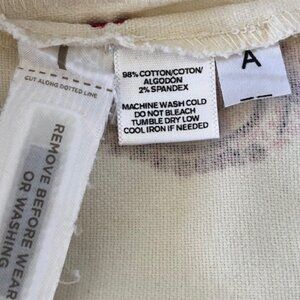 CUT ALONG DOTTED LINE
REMOVE BEFORE WEAR
OR WASHING
98% COTTON/COTON/
ALGODÓN
2% SPANDEX
MACHINE WASH COLD
DO NOT BLEACH
TUMBLE DRY LOW
COOL IRON IF NEEDED
A